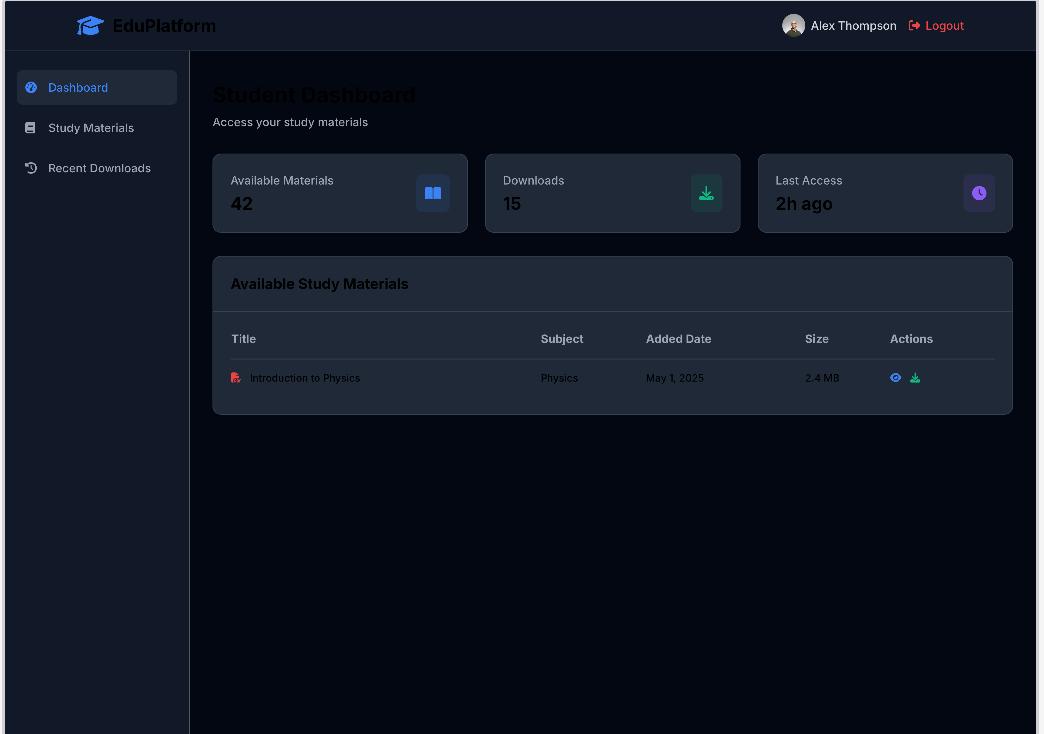 EduPlatform
Alex Thompson Logout
Dashboard
Study Materials
Recent Downloads
Student Dashboard
Access your study materials
Available Materials
42
Downloads
15
Last Access
2h ago
Available Study Materials
Title Subject Added Date Size Actions
Introduction to Physics Physics May 1, 2025 2.4 MB